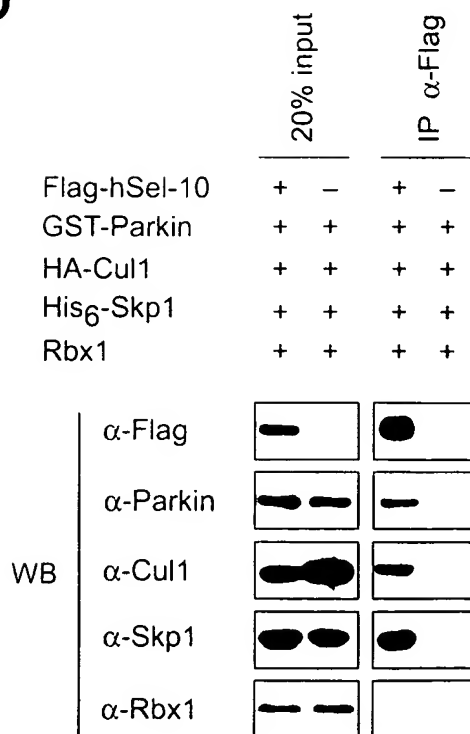 20% input
IP α-Flag
Flag-hSel-10 + − + −
GST-Parkin + + + +
HA-Cul1 + + + +
His6-Skp1 + + + +
Rbx1 + + + +
WB
α-Flag
α-Parkin
α-Cul1
α-Skp1
α-Rbx1